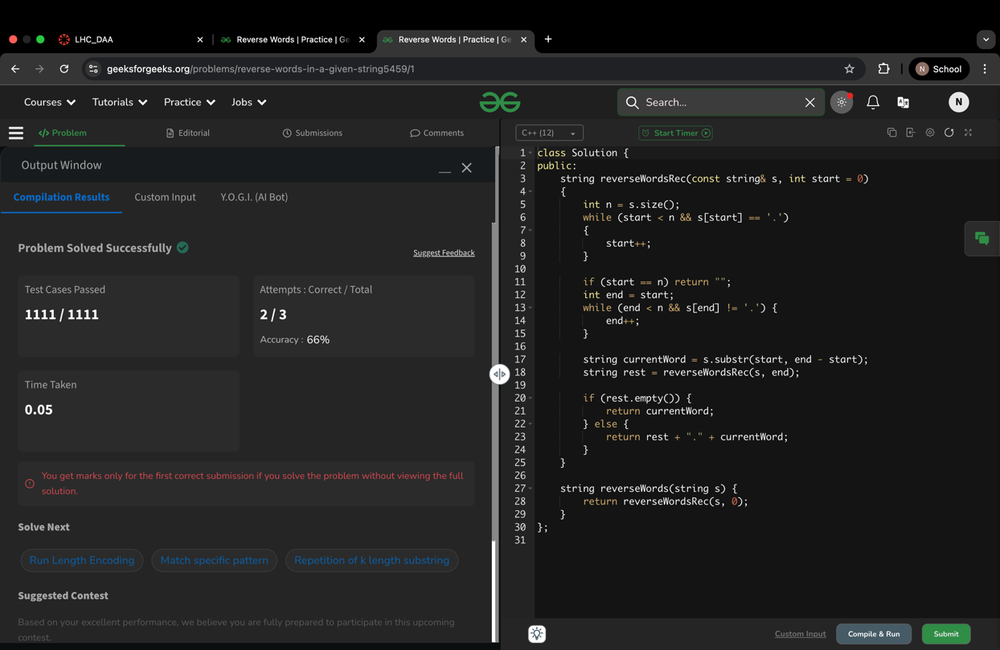 LHC_DAA
Reverse Words | Practice | Ge
Reverse Words | Practice | Ge
geeksforgeeks.org/problems/reverse-words-in-a-given-string5459/1
N School
Courses Tutorials Practice Jobs
Search...
N
</> Problem Editorial Submissions Comments
Output Window
Compilation Results Custom Input Y.O.G.I. (AI Bot)
Problem Solved Successfully
Suggest Feedback
Test Cases Passed
1111 / 1111
Attempts : Correct / Total
2 / 3
Accuracy : 66%
Time Taken
0.05
You get marks only for the first correct submission if you solve the problem without viewing the full
solution.
Solve Next
Run Length Encoding Match specific pattern Repetition of k length substring
Suggested Contest
Based on your excellent performance, we believe you are fully prepared to participate in this upcoming
contest.
C++ (12) Start Timer
1 class Solution {
2 public:
3     string reverseWordsRec(const string& s, int start = 0)
4     {
5         int n = s.size();
6         while (start < n && s[start] == '.')
7         {
8             start++;
9         }
10
11         if (start == n) return "";
12         int end = start;
13         while (end < n && s[end] != '.') {
14             end++;
15         }
16
17         string currentWord = s.substr(start, end - start);
18         string rest = reverseWordsRec(s, end);
19
20         if (rest.empty()) {
21             return currentWord;
22         } else {
23             return rest + "." + currentWord;
24         }
25     }
26
27     string reverseWords(string s) {
28         return reverseWordsRec(s, 0);
29     }
30 };
31
Custom Input Compile & Run Submit